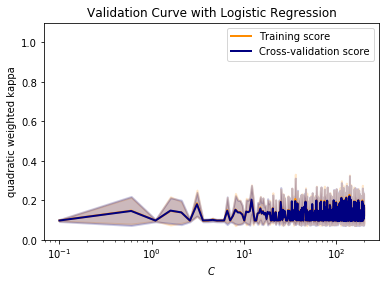 Validation Curve with Logistic Regression
Training score
Cross-validation score
quadratic weighted kappa
1.0
0.8
0.6
0.4
0.2
0.0
10⁻¹ 10⁰ 10¹ 10²
C